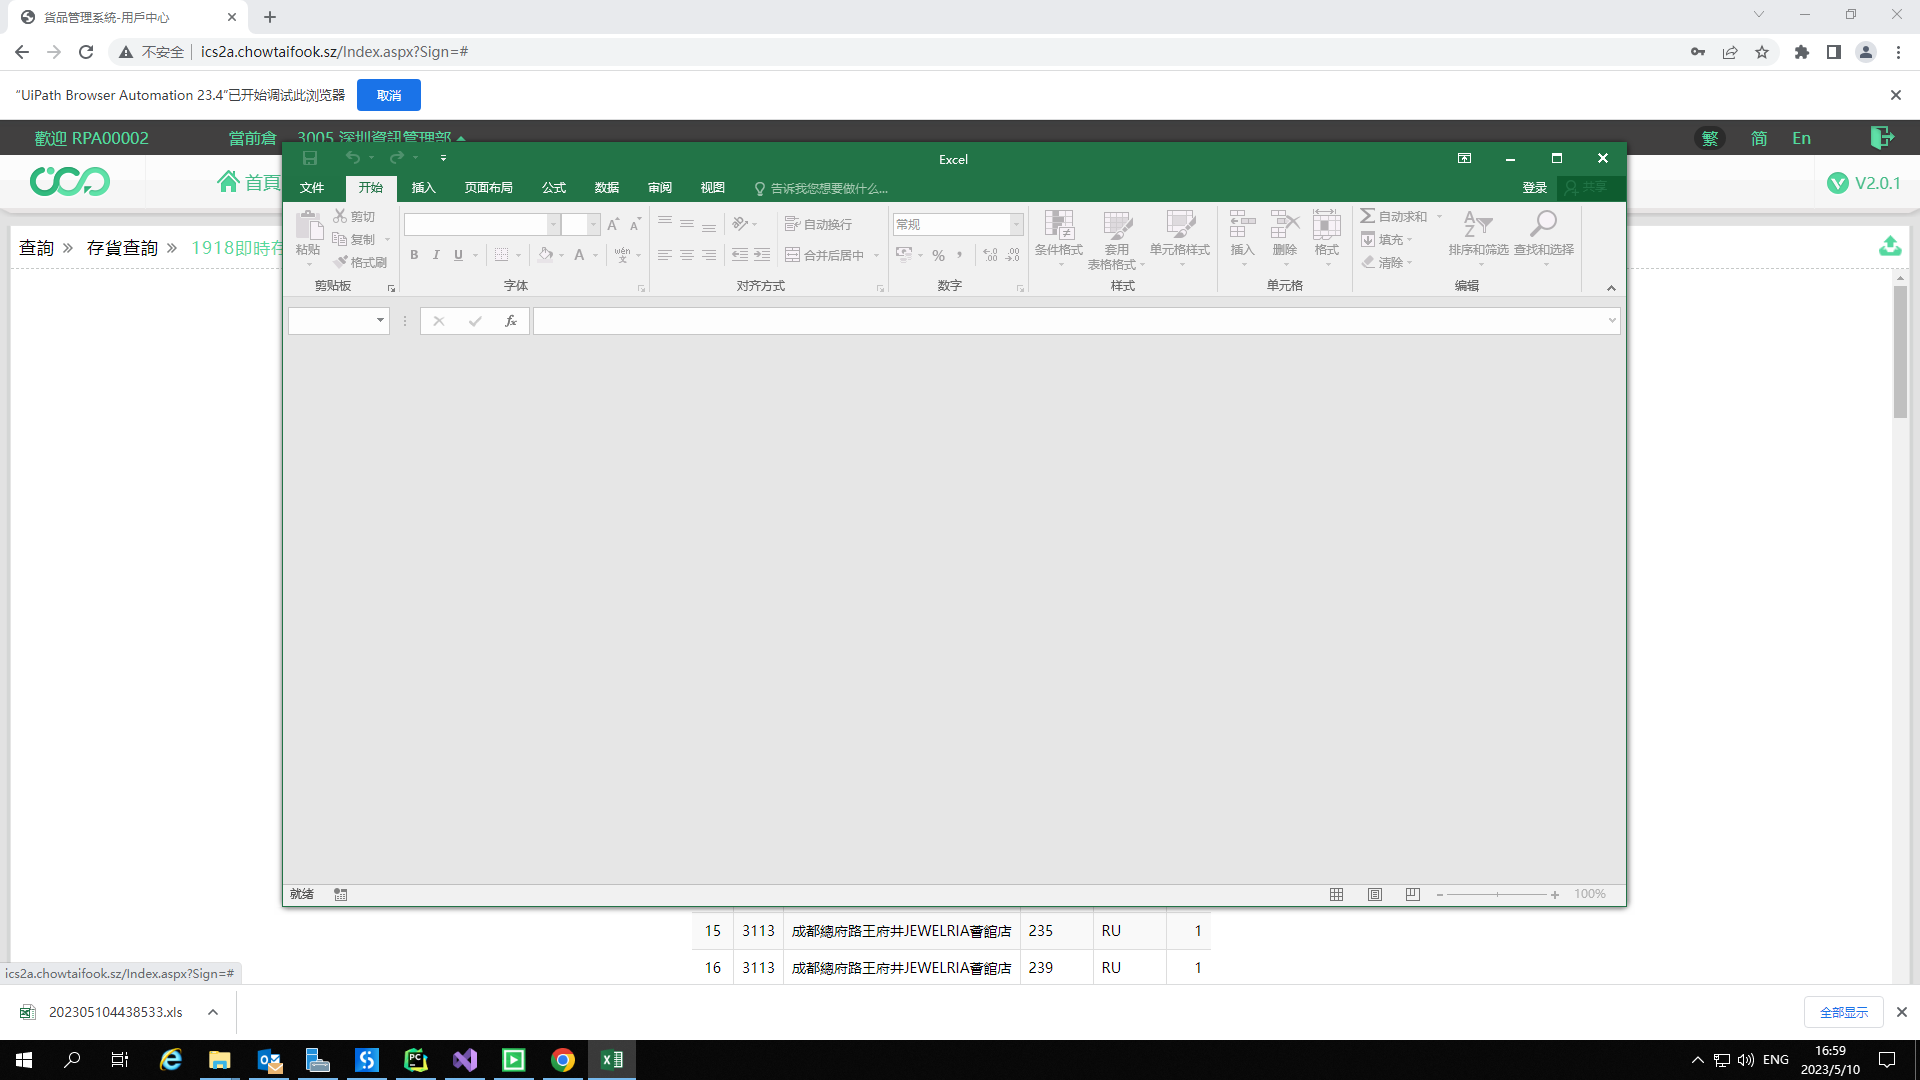 貨品管理系統-用戶中心
不安全 ics2a.chowtaifook.sz/Index.aspx?Sign=#
"UiPath Browser Automation 23.4"已开始调试此浏览器 取消
歡迎 RPA00002 當前倉 3005 深圳資訊管理部 繁 简 En
首頁 V2.0.1
查詢 » 存貨查詢 » 1918即時存
Excel
文件 开始 插入 页面布局 公式 数据 审阅 视图 告诉我您想要做什么... 登录 共享
粘贴 剪切 复制 格式刷 剪贴板
B I U A wén 文 字体
自动换行 合并后居中 对齐方式
常规 % , .00 数字
条件格式 套用 表格格式 单元格样式 样式
插入 删除 格式 单元格
自动求和 填充 清除 排序和筛选 查找和选择 编辑
fx
就绪 100%
15 3113 成都總府路王府井JEWELRIA薈館店 235 RU 1
16 3113 成都總府路王府井JEWELRIA薈館店 239 RU 1
ics2a.chowtaifook.sz/Index.aspx?Sign=#
202305104438533.xls 全部显示
ENG 16:59
2023/5/10